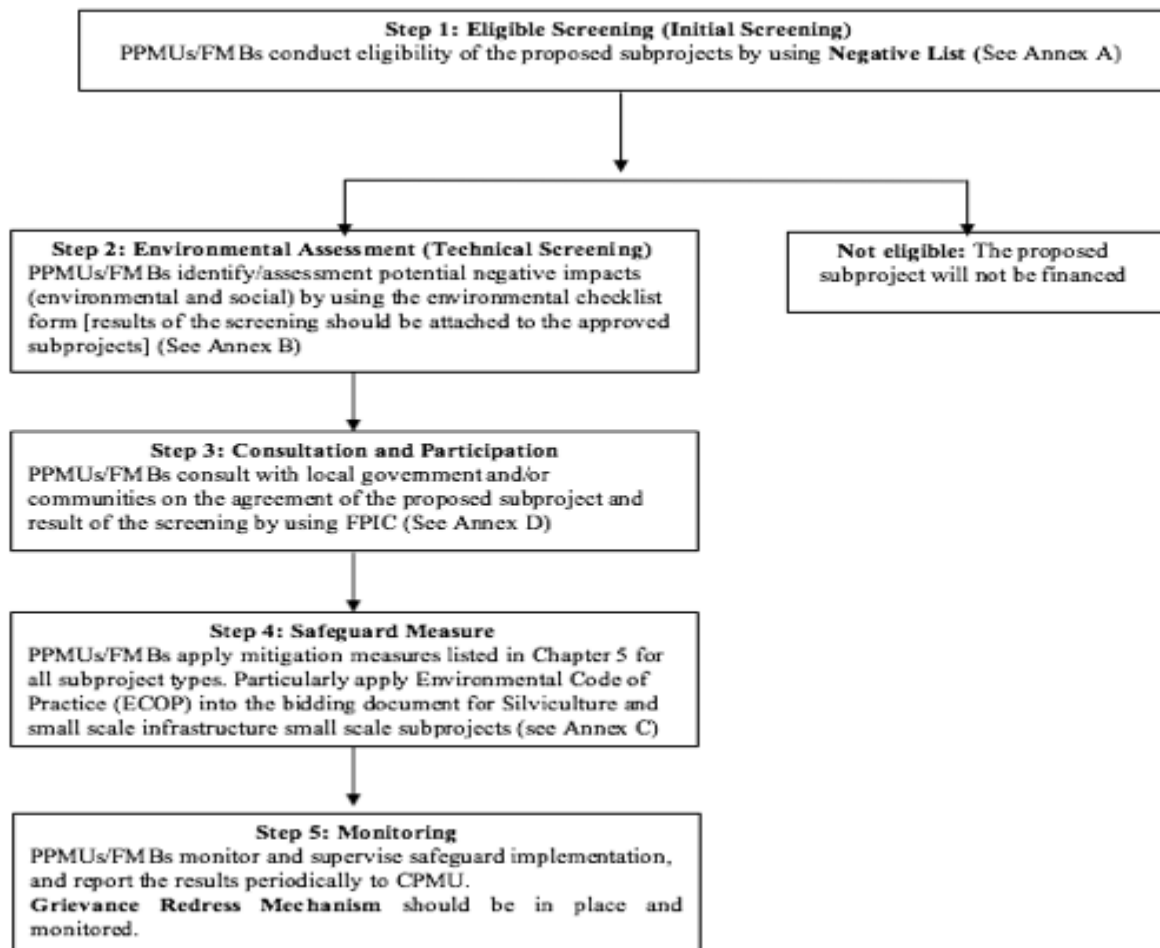 Step 1: Eligible Screening (Initial Screening)
PPMUs/FMBs conduct eligibility of the proposed subprojects by using Negative List (See Annex A)
Step 2: Environmental Assessment (Technical Screening)
PPMUs/FMBs identify/assessment potential negative impacts
(environmental and social) by using the environmental checklist
form [results of the screening should be attached to the approved
subprojects] (See Annex B)
Not eligible: The proposed
subproject will not be financed
Step 3: Consultation and Participation
PPMUs/FMBs consult with local government and/or
communities on the agreement of the proposed subproject and
result of the screening by using FPIC (See Annex D)
Step 4: Safeguard Measure
PPMUs/FMBs apply mitigation measures listed in Chapter 5 for
all subproject types. Particularly apply Environmental Code of
Practice (ECOP) into the bidding document for Silviculture and
small scale infrastructure small scale subprojects (see Annex C)
Step 5: Monitoring
PPMUs/FMBs monitor and supervise safeguard implementation,
and report the results periodically to CPMU.
Grievance Redress Mechanism should be in place and
monitored.